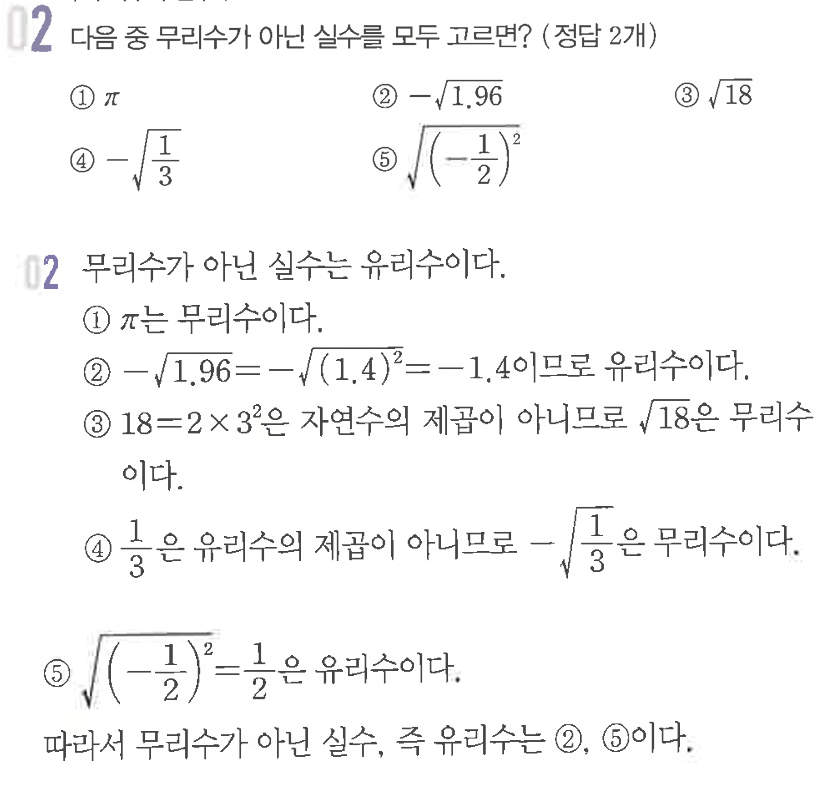 02 다음 중 무리수가 아닌 실수를 모두 고르면? (정답 2개)
① π ② −√1.96 ③ √18
④ −√(1/3) ⑤ √((−1/2)²)
02 무리수가 아닌 실수는 유리수이다.
① π는 무리수이다.
② −√1.96=−√((1.4)²)=−1.4이므로 유리수이다.
③ 18=2×3²은 자연수의 제곱이 아니므로 √18은 무리수
이다.
④ 1/3은 유리수의 제곱이 아니므로 −√(1/3)은 무리수이다.
⑤ √((−1/2)²)=1/2은 유리수이다.
따라서 무리수가 아닌 실수, 즉 유리수는 ②, ⑤이다.